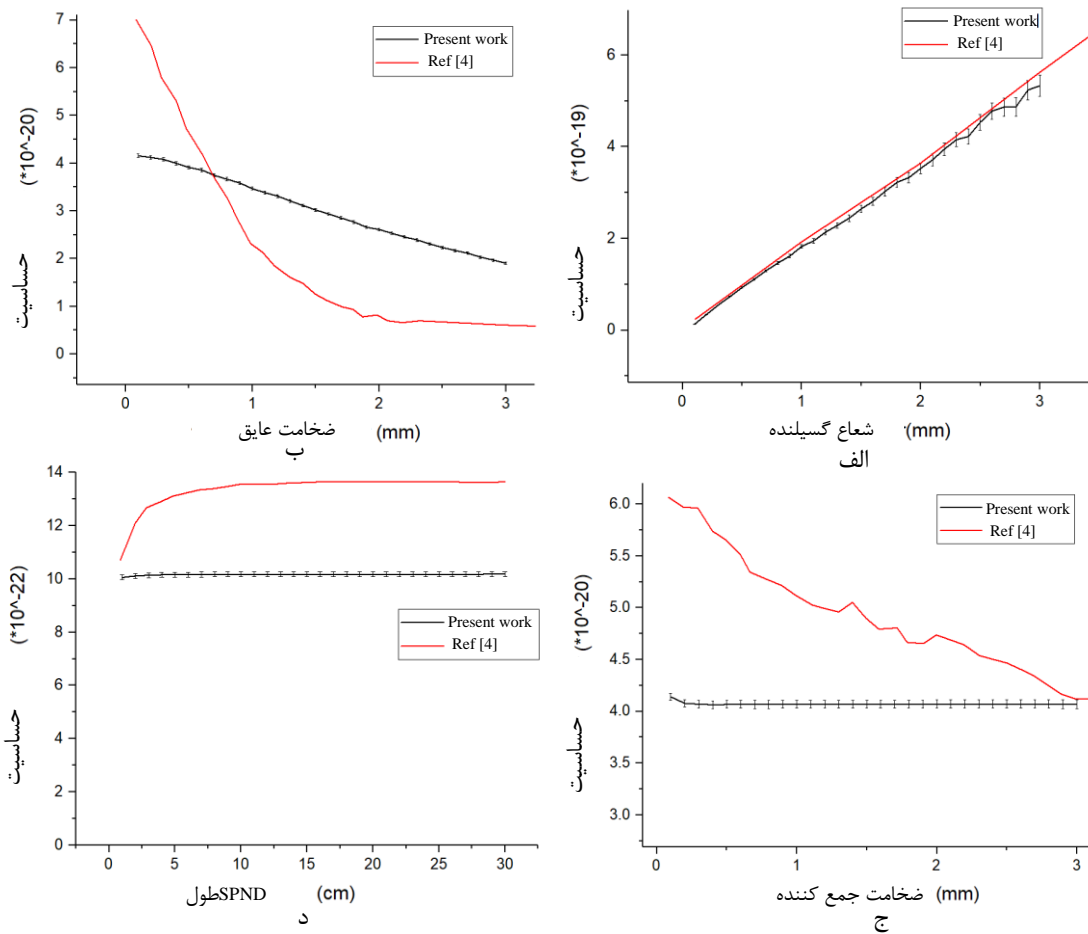 7
6
5
4
3
2
1
0
(*10^-20)
حساسیت
Present work
Ref [4]
0 1 2 3
ضخامت عایق (mm)
ب
6
4
2
0
(*10^-19)
حساسیت
Present work
Ref [4]
0 1 2 3
شعاع گسیلنده (mm)
الف
14
12
10
8
6
4
2
0
(*10^-22)
حساسیت
Present work
Ref [4]
0 5 10 15 20 25 30
طولSPND (cm)
د
6.0
5.5
5.0
4.5
4.0
3.5
3.0
(*10^-20)
حساسیت
Present work
Ref [4]
0 1 2 3
ضخامت جمع کننده (mm)
ج